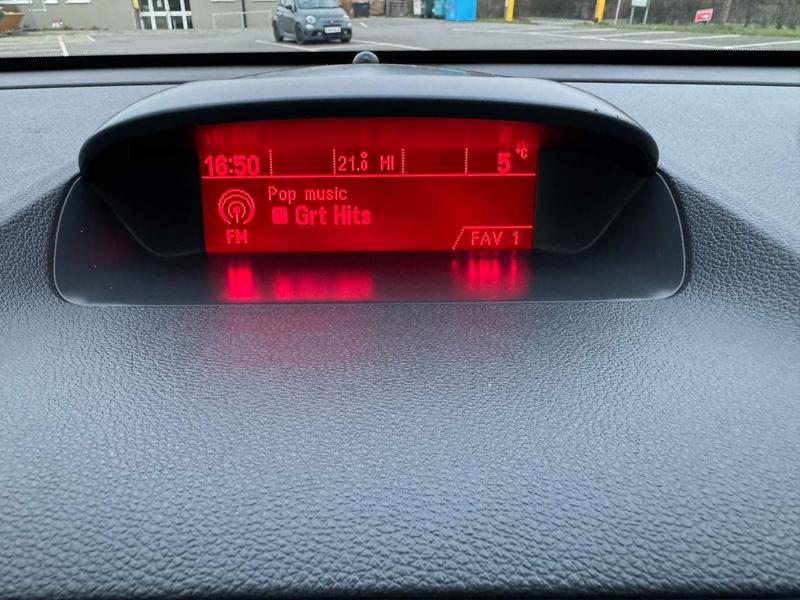 16:50 21.0 °C HI 5 °C
Pop music
Grt Hits
FM
FAV 1